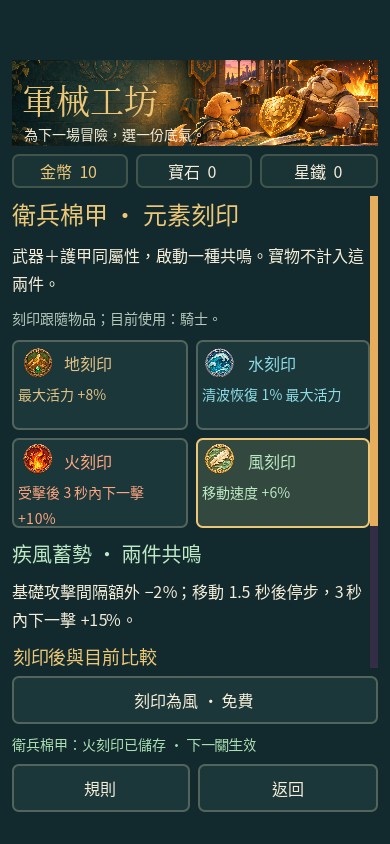 軍械工坊
為下一場冒險，選一份底氣。
金幣 10
寶石 0
星鐵 0
衛兵棉甲 · 元素刻印
武器＋護甲同屬性，啟動一種共鳴。寶物不計入這
兩件。
刻印跟隨物品；目前使用：騎士。
地刻印
最大活力 +8%
水刻印
清波恢復 1% 最大活力
火刻印
受擊後 3 秒內下一擊
+10%
風刻印
移動速度 +6%
疾風蓄勢 · 兩件共鳴
基礎攻擊間隔額外 −2%；移動 1.5 秒後停步，3 秒
內下一擊 +15%。
刻印後與目前比較
刻印為風 · 免費
衛兵棉甲：火刻印已儲存 · 下一關生效
規則
返回